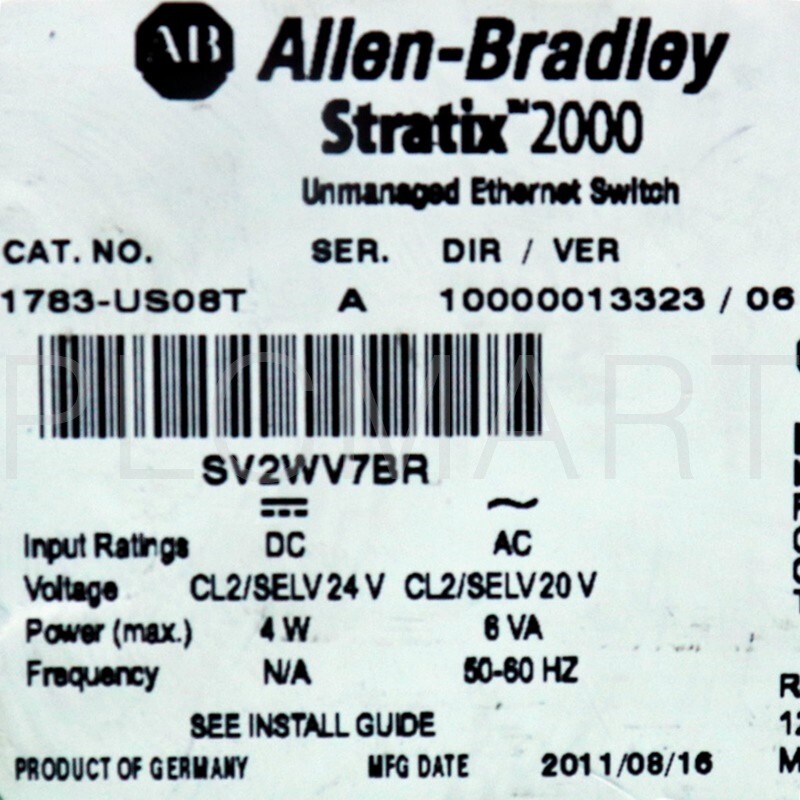 AB Allen-Bradley
Stratix™2000
Unmanaged Ethernet Switch
CAT. NO. SER. DIR / VER
1783-US08T A 10000013323 / 06
PLCMART
SV2WV7BR
Input Ratings DC AC
Voltage CL2/SELV 24 V CL2/SELV 20 V
Power (max.) 4 W 6 VA
Frequency N/A 50-60 HZ
SEE INSTALL GUIDE
PRODUCT OF GERMANY MFG DATE 2011/08/16